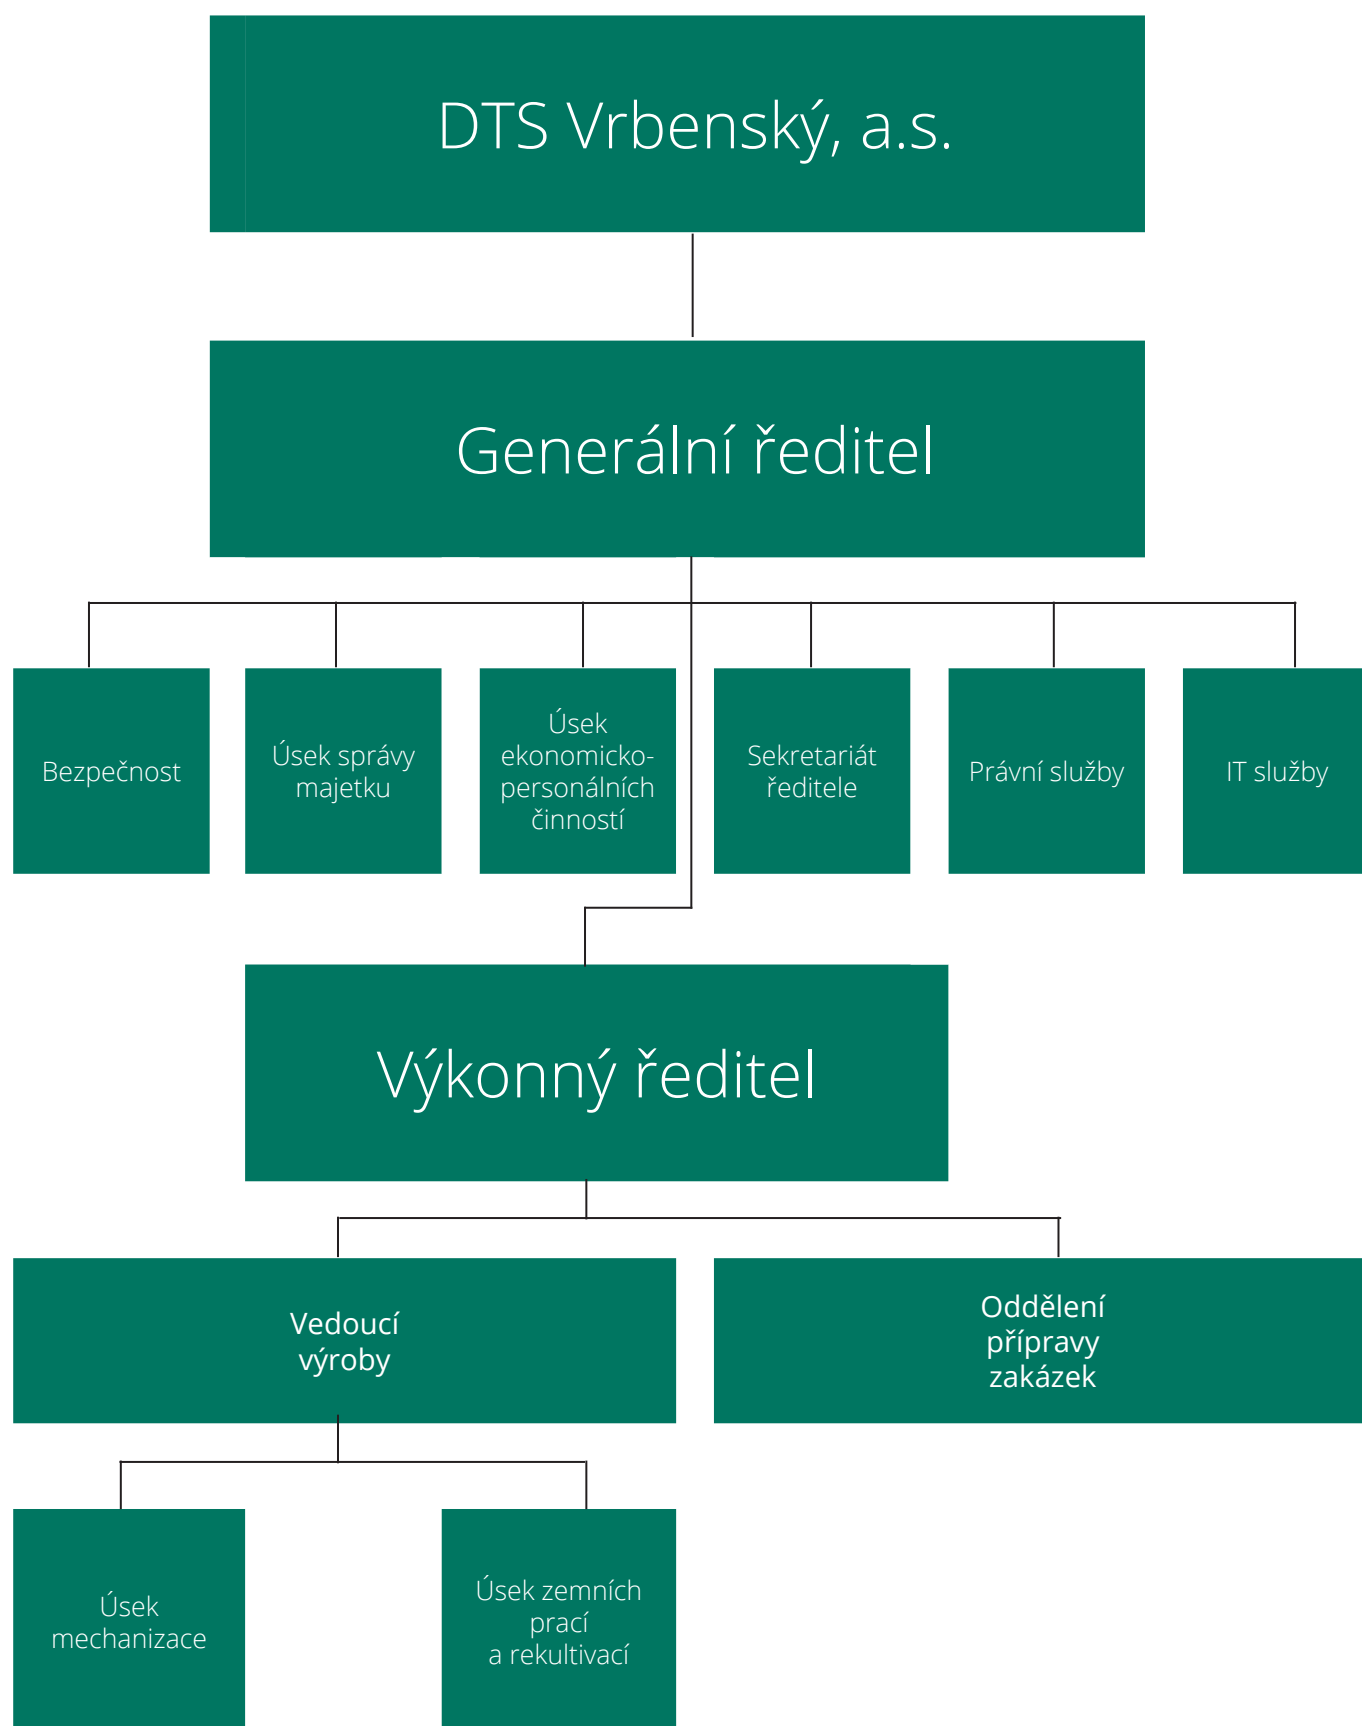 DTS Vrbenský, a.s.
Generální ředitel
Bezpečnost
Úsek správy
majetku
Úsek
ekonomicko-
personálních
činností
Sekretariát
ředitele
Právní služby
IT služby
Výkonný ředitel
Vedoucí
výroby
Oddělení
přípravy
zakázek
Úsek
mechanizace
Úsek zemních
prací
a rekultivací